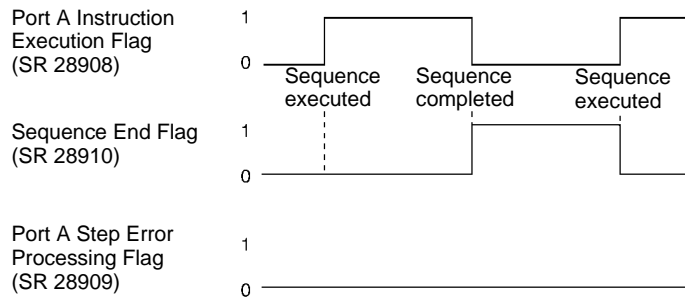 Port A Instruction
Execution Flag
(SR 28908)
1
0
Sequence
executed
Sequence
completed
Sequence
executed
Sequence End Flag
(SR 28910)
1
0
Port A Step Error
Processing Flag
(SR 28909)
1
0